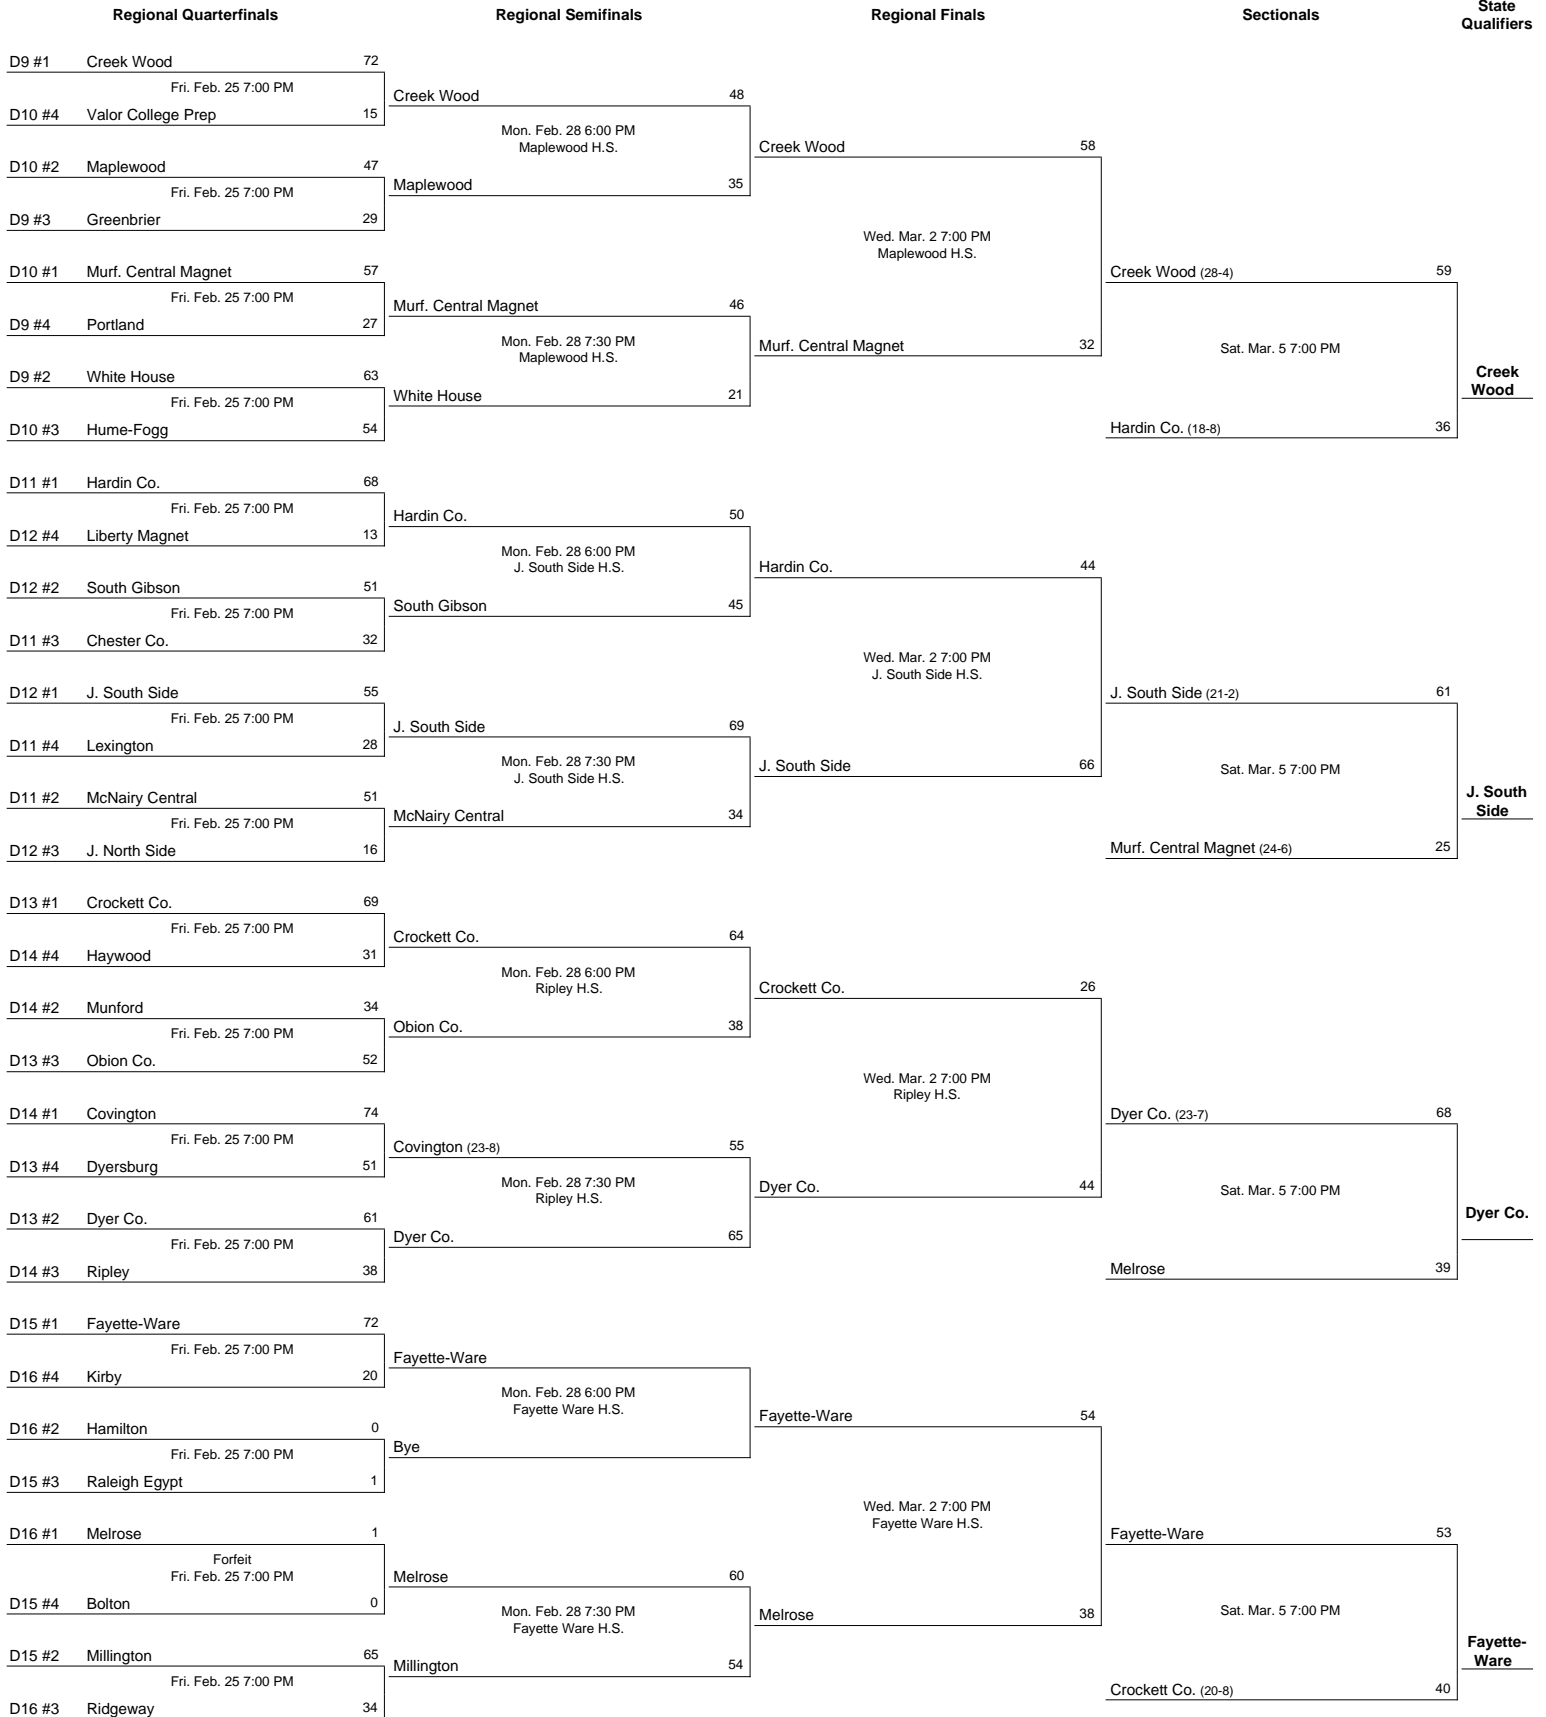 Regional Quarterfinals
Regional Semifinals
Regional Finals
Sectionals
State
Qualifiers
D9 #1 Creek Wood 72
Fri. Feb. 25 7:00 PM
D10 #4 Valor College Prep 15
D10 #2 Maplewood 47
Fri. Feb. 25 7:00 PM
D9 #3 Greenbrier 29
D10 #1 Murf. Central Magnet 57
Fri. Feb. 25 7:00 PM
D9 #4 Portland 27
D9 #2 White House 63
Fri. Feb. 25 7:00 PM
D10 #3 Hume-Fogg 54
D11 #1 Hardin Co. 68
Fri. Feb. 25 7:00 PM
D12 #4 Liberty Magnet 13
D12 #2 South Gibson 51
Fri. Feb. 25 7:00 PM
D11 #3 Chester Co. 32
D12 #1 J. South Side 55
Fri. Feb. 25 7:00 PM
D11 #4 Lexington 28
D11 #2 McNairy Central 51
Fri. Feb. 25 7:00 PM
D12 #3 J. North Side 16
D13 #1 Crockett Co. 69
Fri. Feb. 25 7:00 PM
D14 #4 Haywood 31
D14 #2 Munford 34
Fri. Feb. 25 7:00 PM
D13 #3 Obion Co. 52
D14 #1 Covington 74
Fri. Feb. 25 7:00 PM
D13 #4 Dyersburg 51
D13 #2 Dyer Co. 61
Fri. Feb. 25 7:00 PM
D14 #3 Ripley 38
D15 #1 Fayette-Ware 72
Fri. Feb. 25 7:00 PM
D16 #4 Kirby 20
D16 #2 Hamilton 0
Fri. Feb. 25 7:00 PM
D15 #3 Raleigh Egypt 1
D16 #1 Melrose 1
Forfeit
Fri. Feb. 25 7:00 PM
D15 #4 Bolton 0
D15 #2 Millington 65
Fri. Feb. 25 7:00 PM
D16 #3 Ridgeway 34
Creek Wood 48
Mon. Feb. 28 6:00 PM
Maplewood H.S.
Maplewood 35
Murf. Central Magnet 46
Mon. Feb. 28 7:30 PM
Maplewood H.S.
White House 21
Hardin Co. 50
Mon. Feb. 28 6:00 PM
J. South Side H.S.
South Gibson 45
J. South Side 69
Mon. Feb. 28 7:30 PM
J. South Side H.S.
McNairy Central 34
Crockett Co. 64
Mon. Feb. 28 6:00 PM
Ripley H.S.
Obion Co. 38
Covington (23-8) 55
Mon. Feb. 28 7:30 PM
Ripley H.S.
Dyer Co. 65
Fayette-Ware
Mon. Feb. 28 6:00 PM
Fayette Ware H.S.
Bye
Melrose 60
Mon. Feb. 28 7:30 PM
Fayette Ware H.S.
Millington 54
Creek Wood 58
Wed. Mar. 2 7:00 PM
Maplewood H.S.
Murf. Central Magnet 32
Hardin Co. 44
Wed. Mar. 2 7:00 PM
J. South Side H.S.
J. South Side 66
Crockett Co. 26
Wed. Mar. 2 7:00 PM
Ripley H.S.
Dyer Co. 44
Fayette-Ware 54
Wed. Mar. 2 7:00 PM
Fayette Ware H.S.
Melrose 38
Creek Wood (28-4) 59
Sat. Mar. 5 7:00 PM
Hardin Co. (18-8) 36
J. South Side (21-2) 61
Sat. Mar. 5 7:00 PM
Murf. Central Magnet (24-6) 25
Dyer Co. (23-7) 68
Sat. Mar. 5 7:00 PM
Melrose 39
Fayette-Ware 53
Sat. Mar. 5 7:00 PM
Crockett Co. (20-8) 40
Creek
Wood
J. South
Side
Dyer Co.
Fayette-
Ware